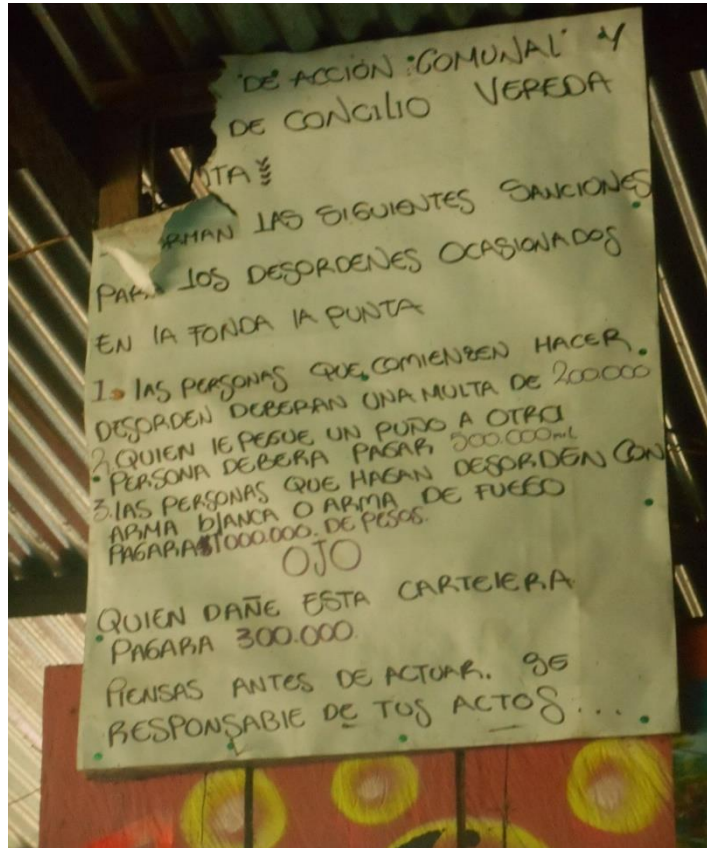 DE ACCIÓN COMUNAL Y
DE CONCILIO VEREDA
NTA
RMAN LAS SIGUIENTES SANCIONES
PARA LOS DESORDENES OCASIONADOS
EN LA FONDA LA PUNTA
1. LAS PERSONAS QUE COMIENSEN HACER
DESORDEN DEBERAN UNA MULTA DE 200.000
2. QUIEN LE PEGUE UN PUÑO A OTRA
PERSONA DEBERA PAGAR 500.000mL
3. LAS PERSONAS QUE HAGAN DESORDEN CON
ARMA BLANCA O ARMA DE FUEGO
PAGARA $1000.000. DE PESOS.
OJO
QUIEN DAÑE ESTA CARTELERA
PAGARA 300.000.
PIENSAS ANTES DE ACTUAR. SE
RESPONSABLE DE TUS ACTOS...